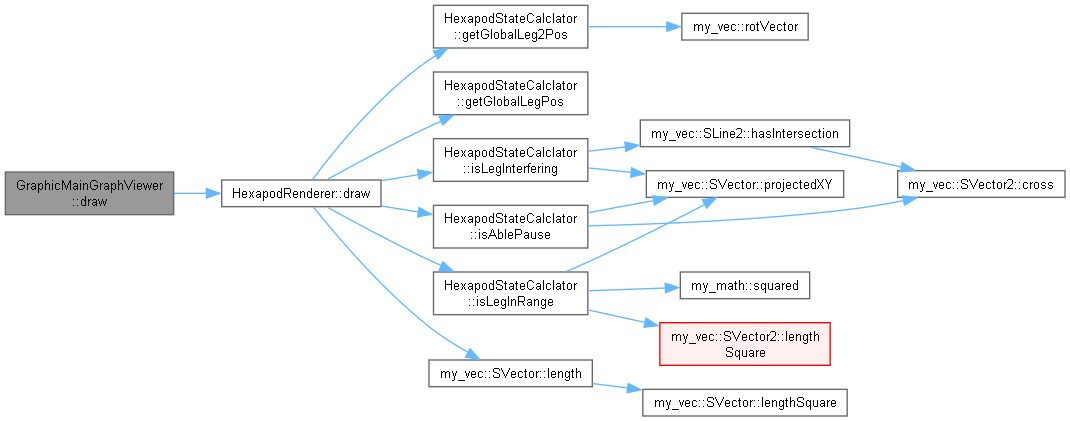 GraphicMainGraphViewer
::draw
HexapodRenderer::draw
HexapodStateCalclator
::getGlobalLeg2Pos
HexapodStateCalclator
::getGlobalLegPos
HexapodStateCalclator
::isLegInterfering
HexapodStateCalclator
::isAblePause
HexapodStateCalclator
::isLegInRange
my_vec::SVector::length
my_vec::rotVector
my_vec::SLine2::hasIntersection
my_vec::SVector::projectedXY
my_math::squared
my_vec::SVector2::length
Square
my_vec::SVector::lengthSquare
my_vec::SVector2::cross